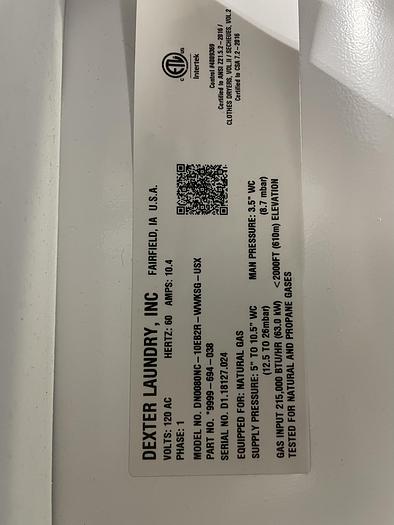 DEXTER LAUNDRY, INC FAIRFIELD, IA U.S.A.
VOLTS: 120 AC HERTZ: 60 AMPS: 10.4
PHASE: 1
MODEL NO. DN0080NC-10EB2R-WWKSG-USX
PART NO. *9999-694-038
SERIAL NO. D1.18127.024
EQUIPPED FOR: NATURAL GAS
SUPPLY PRESSURE: 5" TO 10.5" WC MAN PRESSURE: 3.5" WC
(12.5 TO 26mbar) (8.7 mbar)
GAS INPUT 215,000 BTU/HR (63.0 kW) <2000FT (610m) ELEVATION
TESTED FOR NATURAL AND PROPANE GASES
ETL
us
Intertek
Certified to ANSI Z21.5.2 - 2016 /
CLOTHES DRYERS, VOL.II / SECHEUES, VOL 2
Certified to CSA 7.2 - 2016